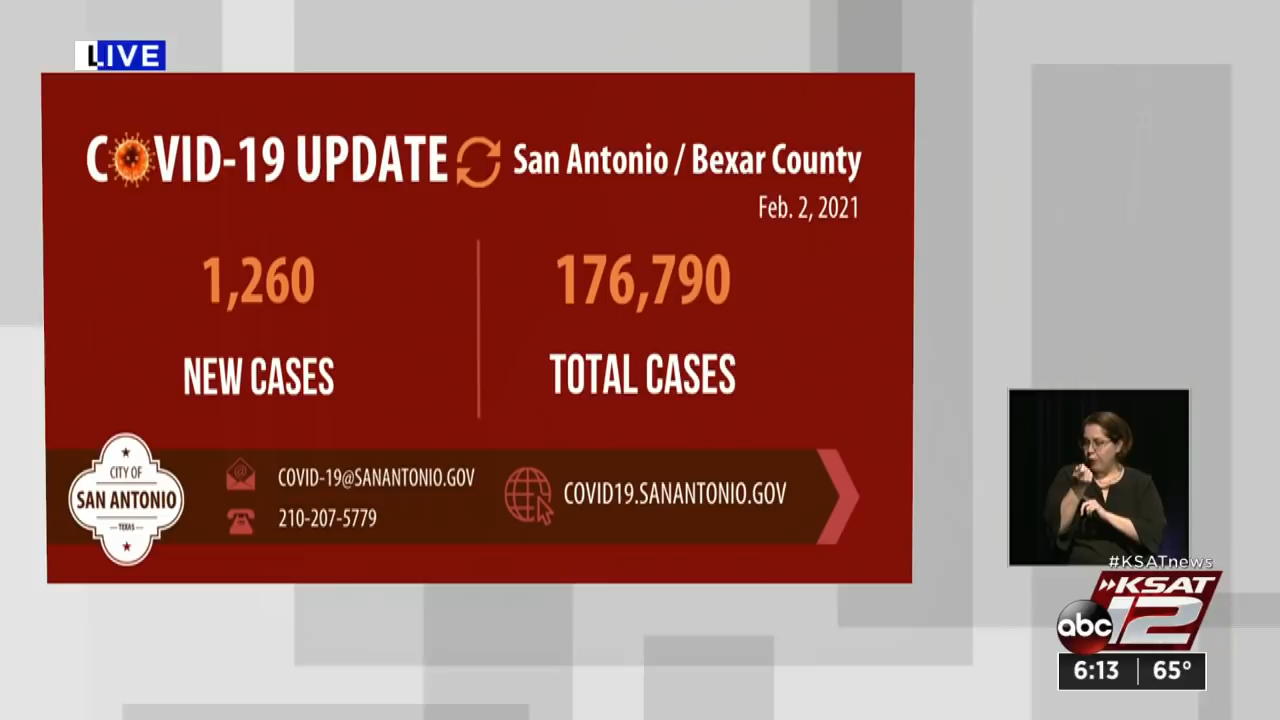 LIVE
COVID-19 UPDATE
San Antonio / Bexar County
Feb. 2, 2021
1,260
NEW CASES
176,790
TOTAL CASES
CITY OF
SAN ANTONIO
TEXAS
@
COVID-19@SANANTONIO.GOV
210-207-5779
COVID19.SANANTONIO.GOV
#KSATnews
KSAT
abc 12
6:13 65°